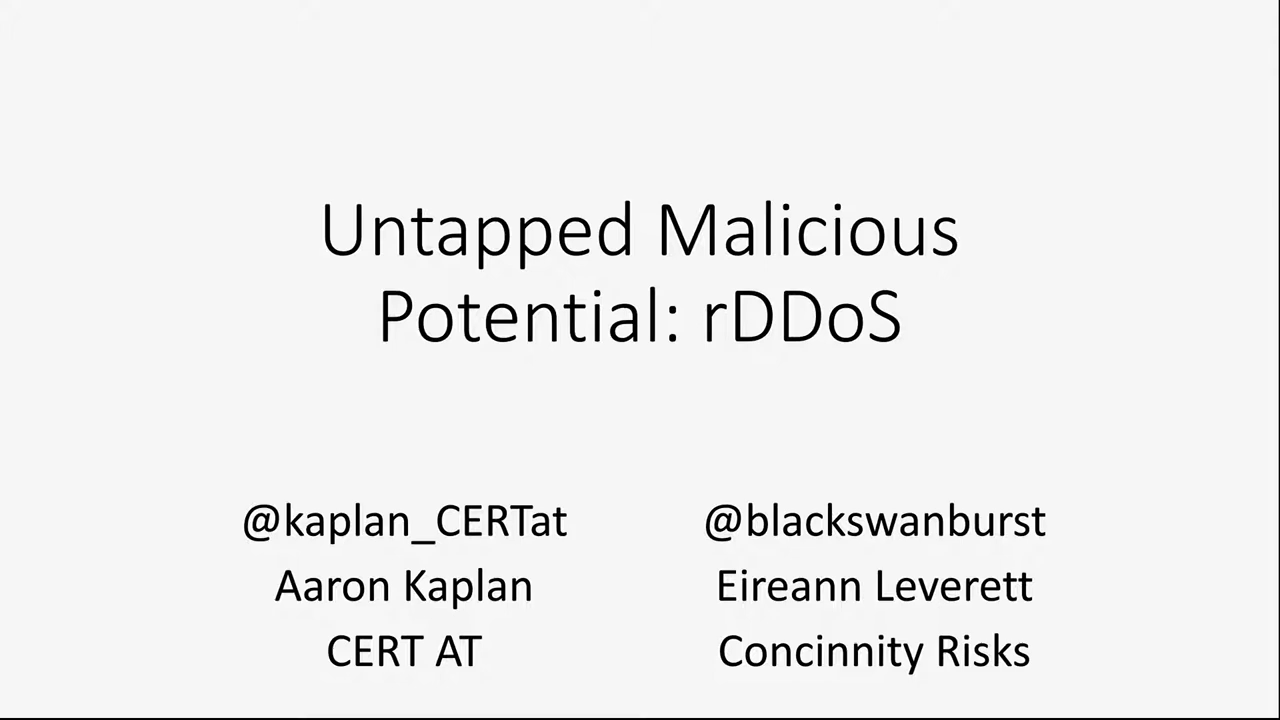 Untapped Malicious
Potential: rDDoS
@kaplan_CERTat
Aaron Kaplan
CERT AT
@blackswanburst
Eireann Leverett
Concinnity Risks